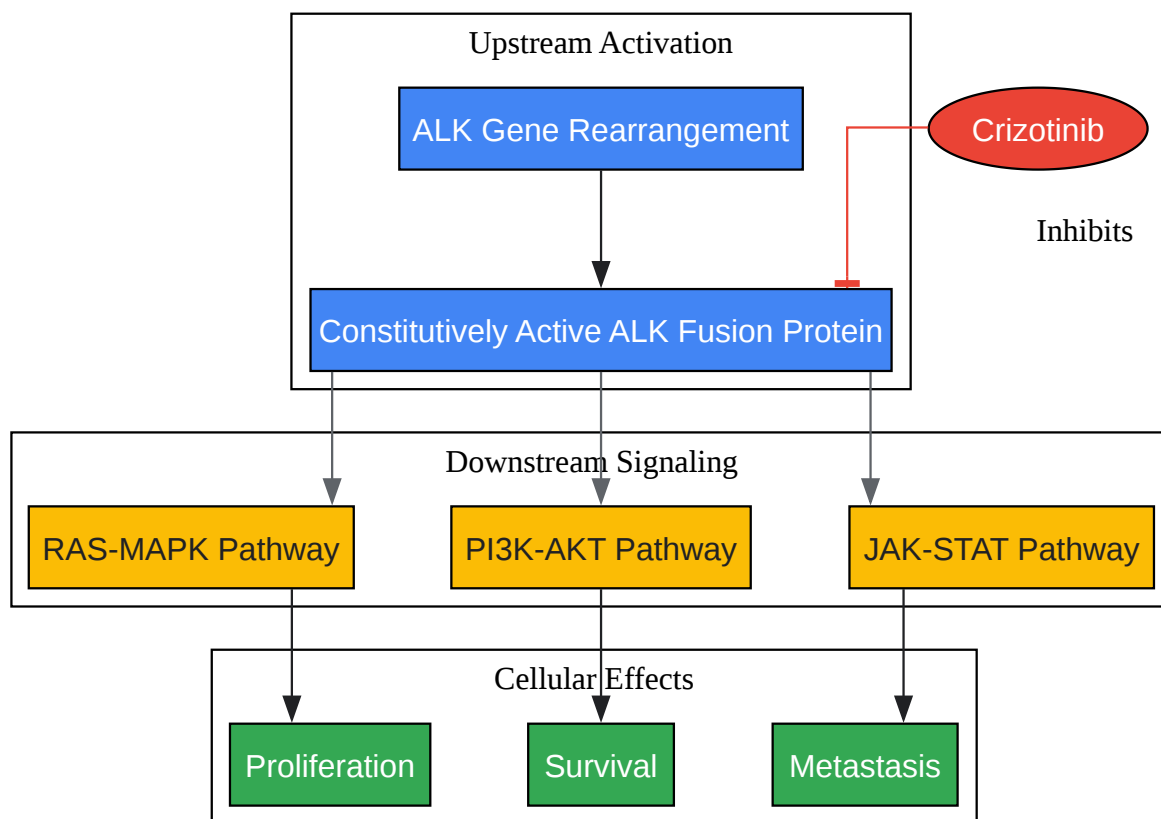 Upstream Activation
ALK Gene Rearrangement
Crizotinib
Inhibits
Constitutively Active ALK Fusion Protein
Downstream Signaling
RAS-MAPK Pathway
PI3K-AKT Pathway
JAK-STAT Pathway
Cellular Effects
Proliferation
Survival
Metastasis